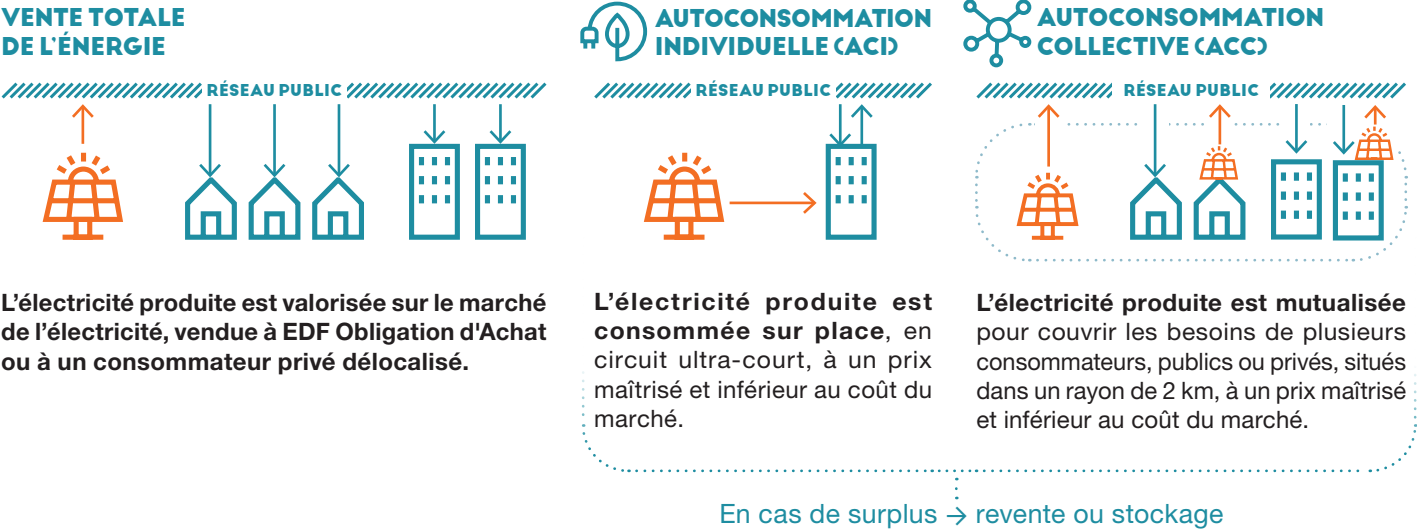 VENTE TOTALE
DE L'ÉNERGIE
RÉSEAU PUBLIC
L'électricité produite est valorisée sur le marché
de l'électricité, vendue à EDF Obligation d'Achat
ou à un consommateur privé délocalisé.
AUTOCONSOMMATION
INDIVIDUELLE (ACI)
RÉSEAU PUBLIC
L'électricité produite est
consommée sur place, en
circuit ultra-court, à un prix
maîtrisé et inférieur au coût du
marché.
AUTOCONSOMMATION
COLLECTIVE (ACC)
RÉSEAU PUBLIC
L'électricité produite est mutualisée
pour couvrir les besoins de plusieurs
consommateurs, publics ou privés, situés
dans un rayon de 2 km, à un prix maîtrisé
et inférieur au coût du marché.
En cas de surplus → revente ou stockage